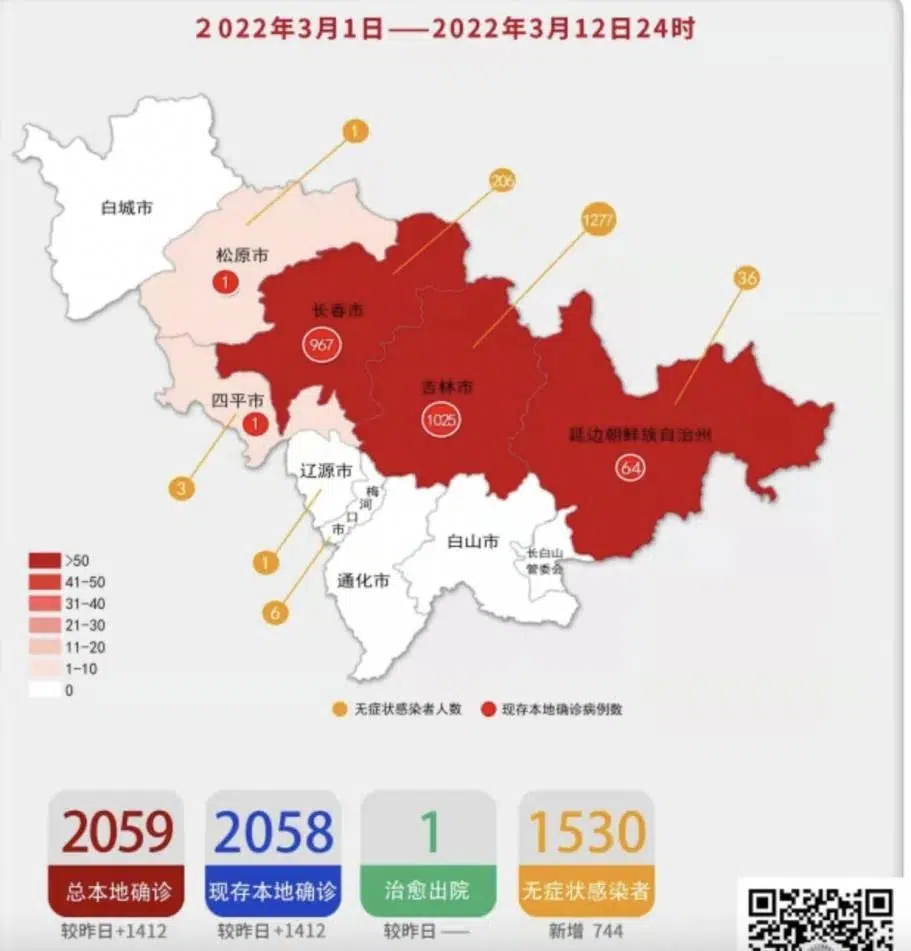 2022年3月1日——2022年3月12日24时
1
206
1277
36
白城市
松原市
1
长春市
967
吉林市
1025
延边朝鲜族自治州
64
四平市
1
3
辽源市
1
梅
河
口
市
6
通化市
白山市
长白山
管委会
>50
41-50
31-40
21-30
11-20
1-10
0
无症状感染者人数 现存本地确诊病例数
2059 2058 1 1530
总本地确诊 现存本地确诊 治愈出院 无症状感染者
较昨日+1412 较昨日+1412 较昨日—— 新增 744